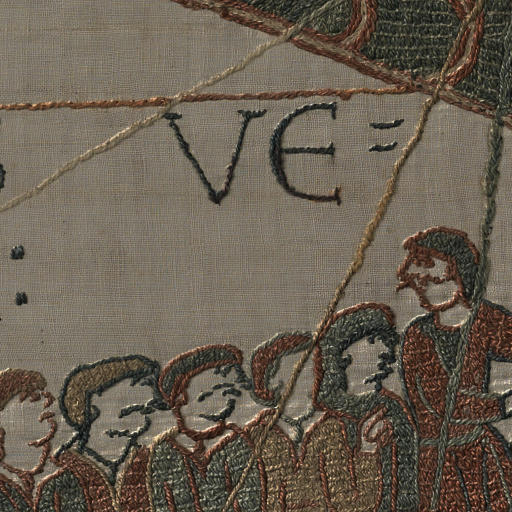 : VE =